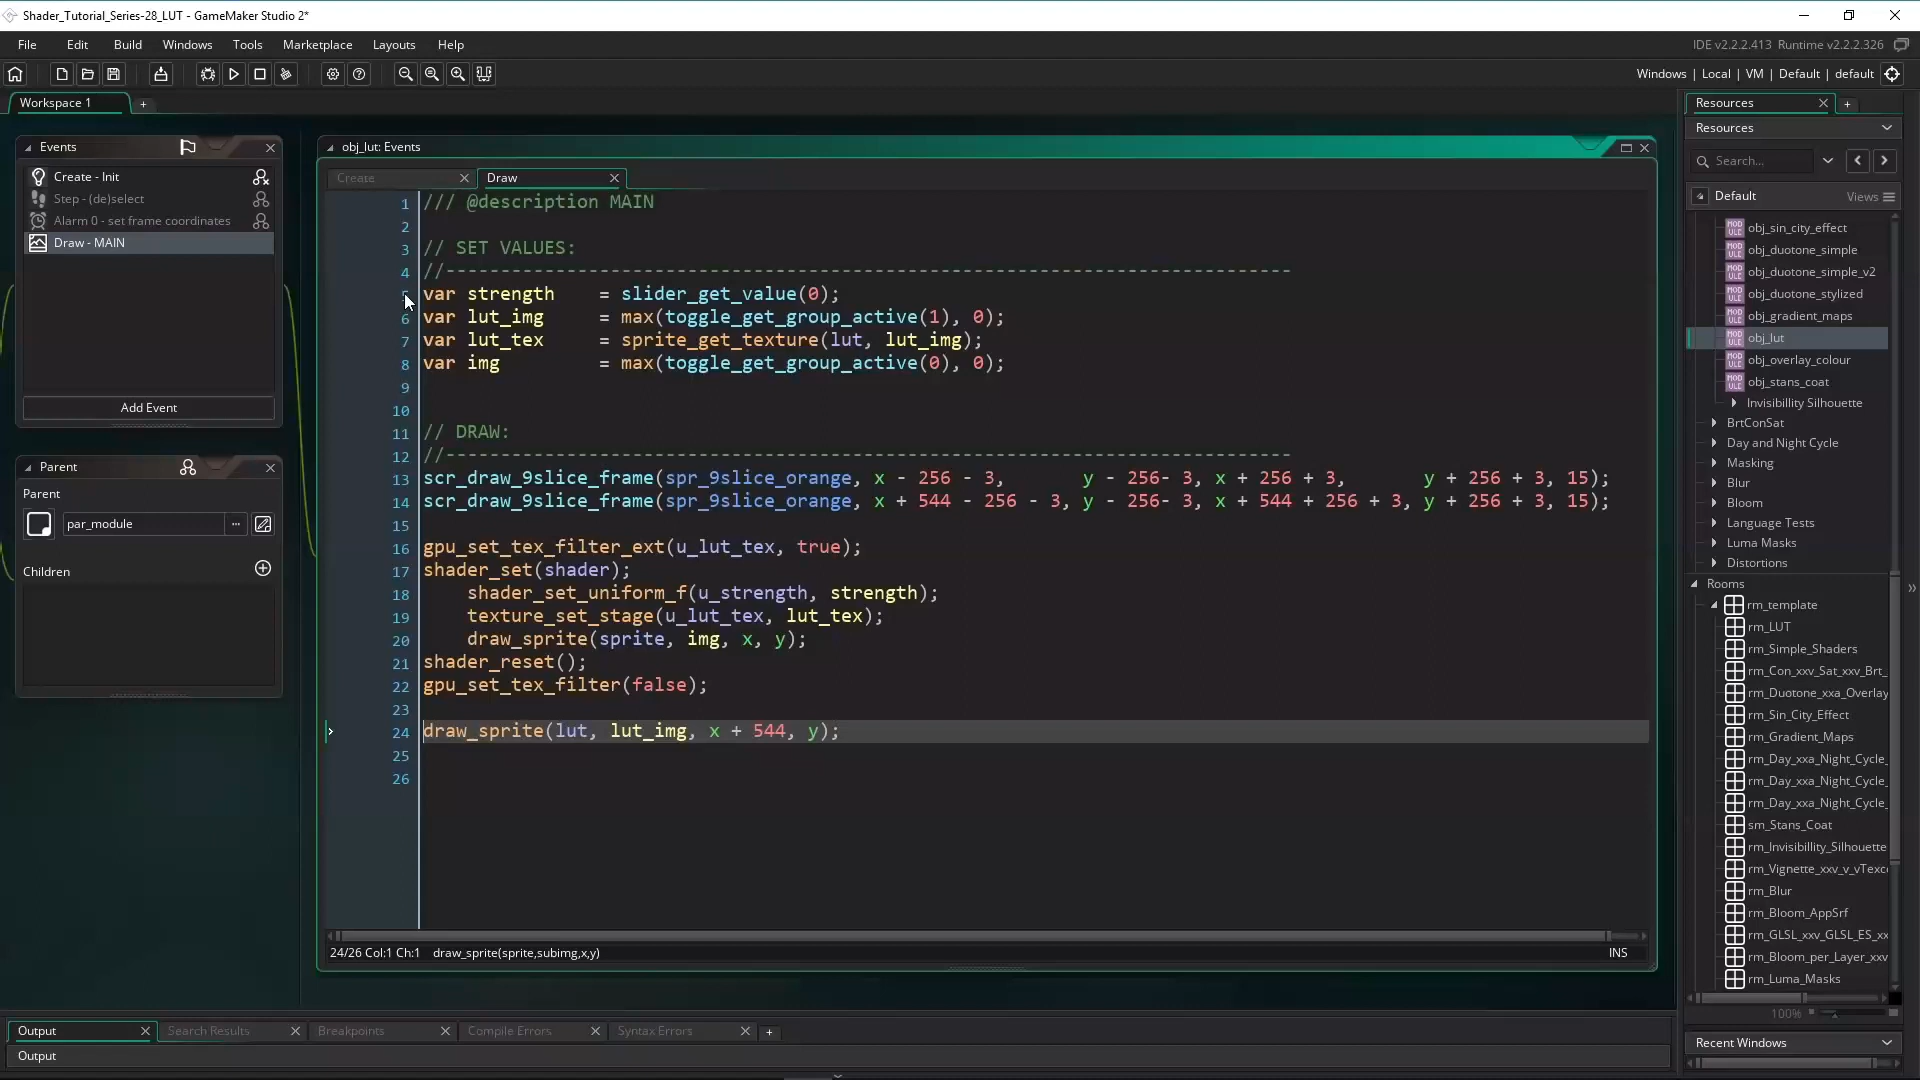 Shader_Tutorial_Series-28_LUT - GameMaker Studio 2*
File Edit Build Windows Tools Marketplace Layouts Help
IDE v2.2.2.413 Runtime v2.2.2.326
Windows | Local | VM | Default | default
Workspace 1
Events
Create - Init
Step - (de)select
Alarm 0 - set frame coordinates
Draw - MAIN
Add Event
Parent
Parent
par_module
...
Children
obj_lut: Events
Create
Draw
1 /// @description MAIN
2
3 // SET VALUES:
4 //-----------------------------------------------------------------------------
5 var strength = slider_get_value(0);
6 var lut_img = max(toggle_get_group_active(1), 0);
7 var lut_tex = sprite_get_texture(lut, lut_img);
8 var img = max(toggle_get_group_active(0), 0);
9
10
11 // DRAW:
12 //-----------------------------------------------------------------------------
13 scr_draw_9slice_frame(spr_9slice_orange, x - 256 - 3, y - 256- 3, x + 256 + 3, y + 256 + 3, 15);
14 scr_draw_9slice_frame(spr_9slice_orange, x + 544 - 256 - 3, y - 256- 3, x + 544 + 256 + 3, y + 256 + 3, 15);
15
16 gpu_set_tex_filter_ext(u_lut_tex, true);
17 shader_set(shader);
18 shader_set_uniform_f(u_strength, strength);
19 texture_set_stage(u_lut_tex, lut_tex);
20 draw_sprite(sprite, img, x, y);
21 shader_reset();
22 gpu_set_tex_filter(false);
23
24 draw_sprite(lut, lut_img, x + 544, y);
25
26
24/26 Col:1 Ch:1 draw_sprite(sprite,subimg,x,y)
INS
Resources
Resources
Search...
Default
Views
obj_sin_city_effect
obj_duotone_simple
obj_duotone_simple_v2
obj_duotone_stylized
obj_gradient_maps
obj_lut
obj_overlay_colour
obj_stans_coat
Invisibillity Silhouette
BrtConSat
Day and Night Cycle
Masking
Blur
Bloom
Language Tests
Luma Masks
Distortions
Rooms
rm_template
rm_LUT
rm_Simple_Shaders
rm_Con_xxv_Sat_xxv_Brt_
rm_Duotone_xxa_Overlay
rm_Sin_City_Effect
rm_Gradient_Maps
rm_Day_xxa_Night_Cycle_
rm_Day_xxa_Night_Cycle_
rm_Day_xxa_Night_Cycle_
sm_Stans_Coat
rm_Invisibillity_Silhouette
rm_Vignette_xxv_v_vTexc
rm_Blur
rm_Bloom_AppSrf
rm_GLSL_xxv_GLSL_ES_xx
rm_Bloom_per_Layer_xxv
rm_Luma_Masks
100%
Recent Windows
Output
Search Results
Breakpoints
Compile Errors
Syntax Errors
Output